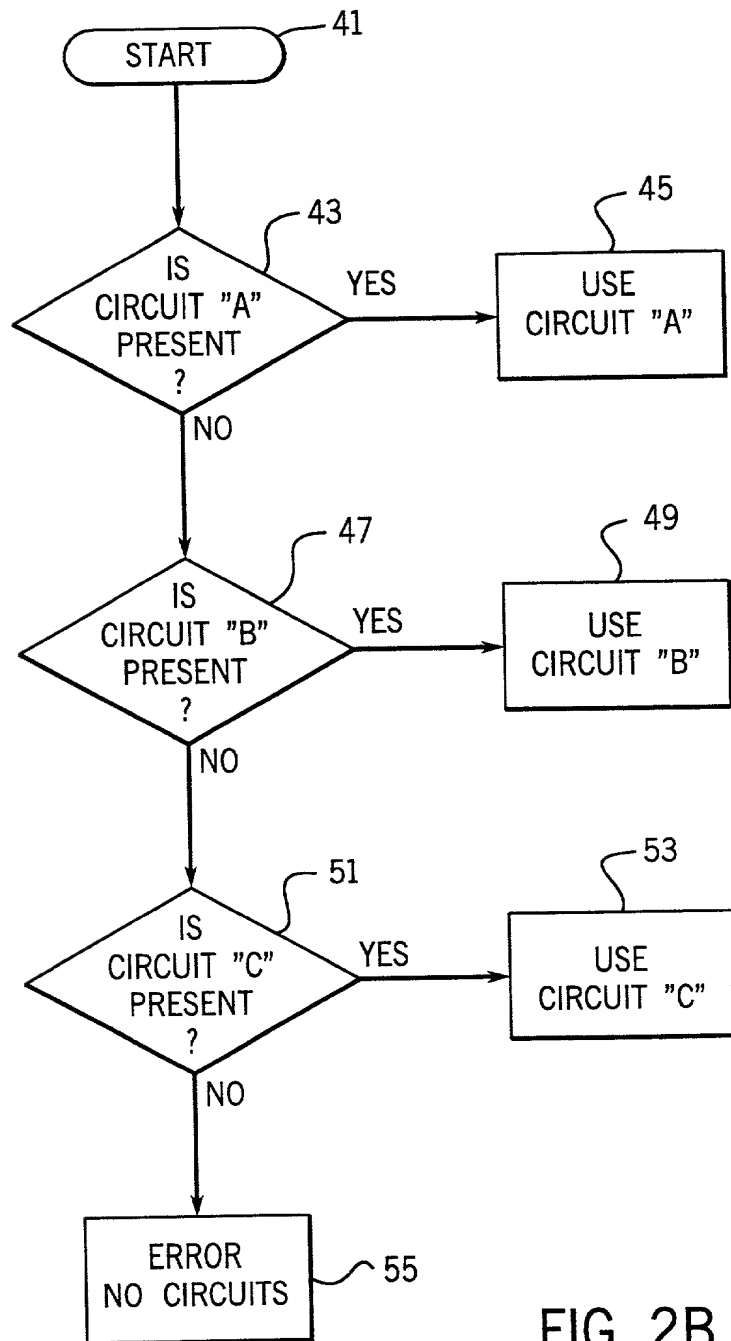 41
START
43
IS
CIRCUIT "A"
PRESENT
?
YES
45
USE
CIRCUIT "A"
NO
47
IS
CIRCUIT "B"
PRESENT
?
YES
49
USE
CIRCUIT "B"
NO
51
IS
CIRCUIT "C"
PRESENT
?
YES
53
USE
CIRCUIT "C"
NO
ERROR
NO CIRCUITS
55
FIG. 2B